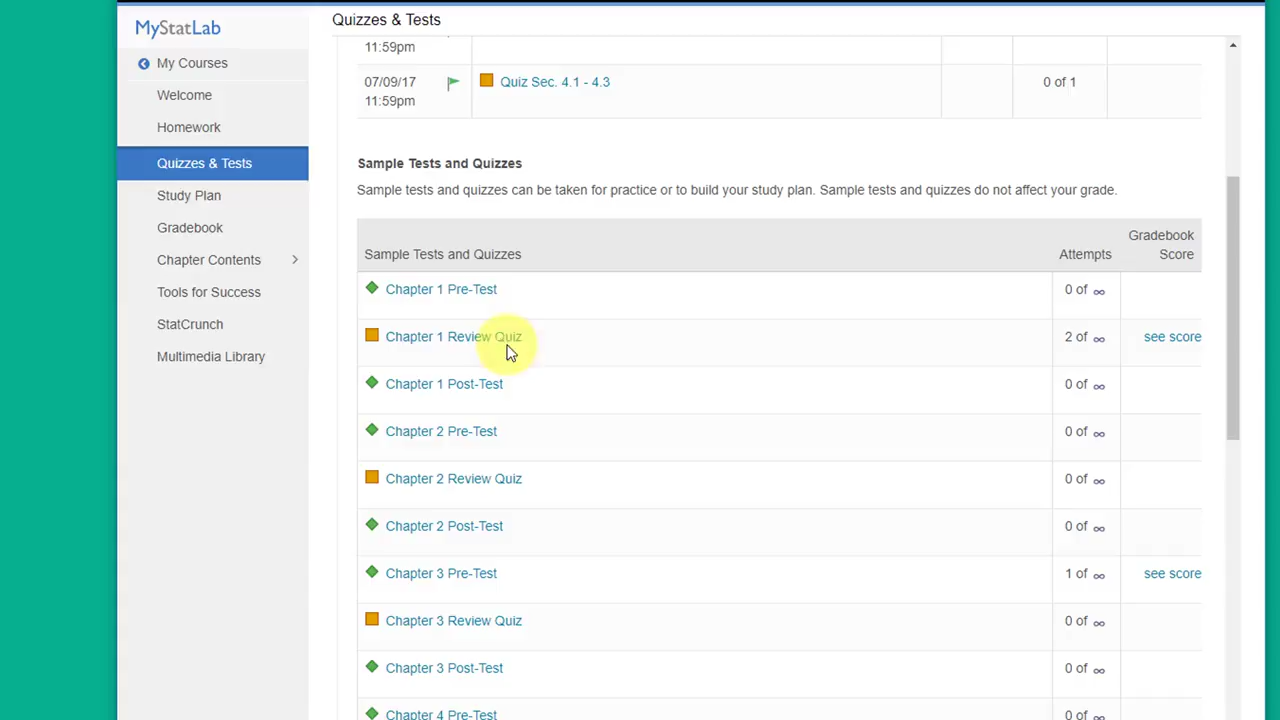 MyStatLab
My Courses
Welcome
Homework
Quizzes & Tests
Study Plan
Gradebook
Chapter Contents
Tools for Success
StatCrunch
Multimedia Library
Quizzes & Tests
11:59pm
07/09/17
11:59pm
Quiz Sec. 4.1 - 4.3
0 of 1
Sample Tests and Quizzes
Sample tests and quizzes can be taken for practice or to build your study plan. Sample tests and quizzes do not affect your grade.
Sample Tests and Quizzes
Attempts
Gradebook
Score
Chapter 1 Pre-Test 0 of ∞
Chapter 1 Review Quiz 2 of ∞ see score
Chapter 1 Post-Test 0 of ∞
Chapter 2 Pre-Test 0 of ∞
Chapter 2 Review Quiz 0 of ∞
Chapter 2 Post-Test 0 of ∞
Chapter 3 Pre-Test 1 of ∞ see score
Chapter 3 Review Quiz 0 of ∞
Chapter 3 Post-Test 0 of ∞
Chapter 4 Pre-Test 0 of ∞